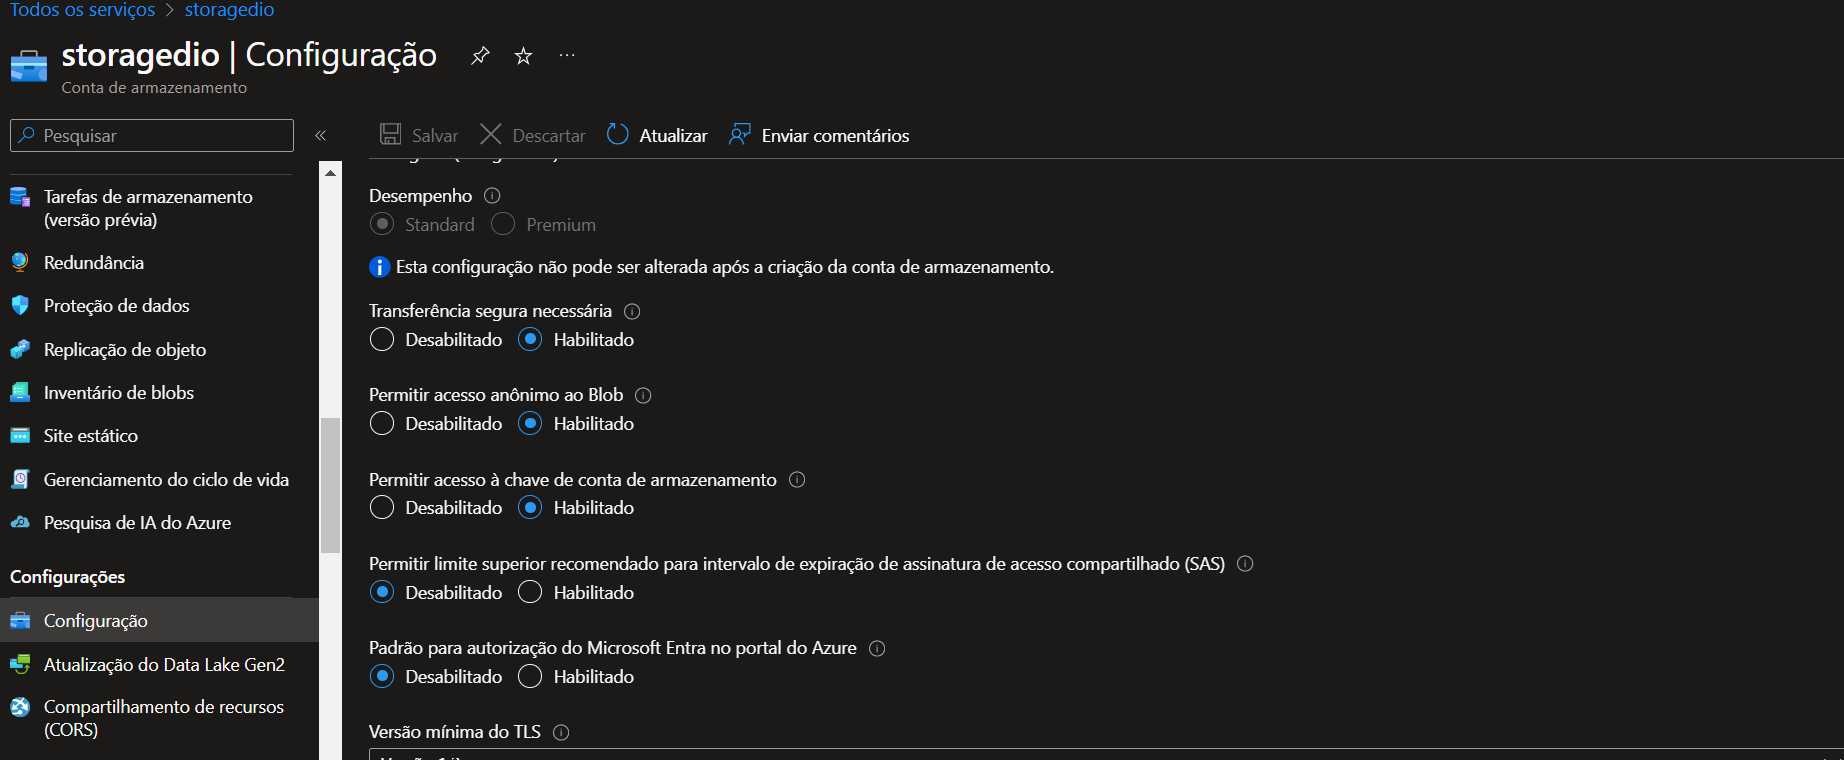 Todos os serviços > storagedio
storagedio | Configuração
Conta de armazenamento
Pesquisar
Salvar Descartar Atualizar Enviar comentários
Tarefas de armazenamento
(versão prévia)
Redundância
Proteção de dados
Replicação de objeto
Inventário de blobs
Site estático
Gerenciamento do ciclo de vida
Pesquisa de IA do Azure
Configurações
Configuração
Atualização do Data Lake Gen2
Compartilhamento de recursos
(CORS)
Desempenho
Standard Premium
Esta configuração não pode ser alterada após a criação da conta de armazenamento.
Transferência segura necessária
Desabilitado Habilitado
Permitir acesso anônimo ao Blob
Desabilitado Habilitado
Permitir acesso à chave de conta de armazenamento
Desabilitado Habilitado
Permitir limite superior recomendado para intervalo de expiração de assinatura de acesso compartilhado (SAS)
Desabilitado Habilitado
Padrão para autorização do Microsoft Entra no portal do Azure
Desabilitado Habilitado
Versão mínima do TLS